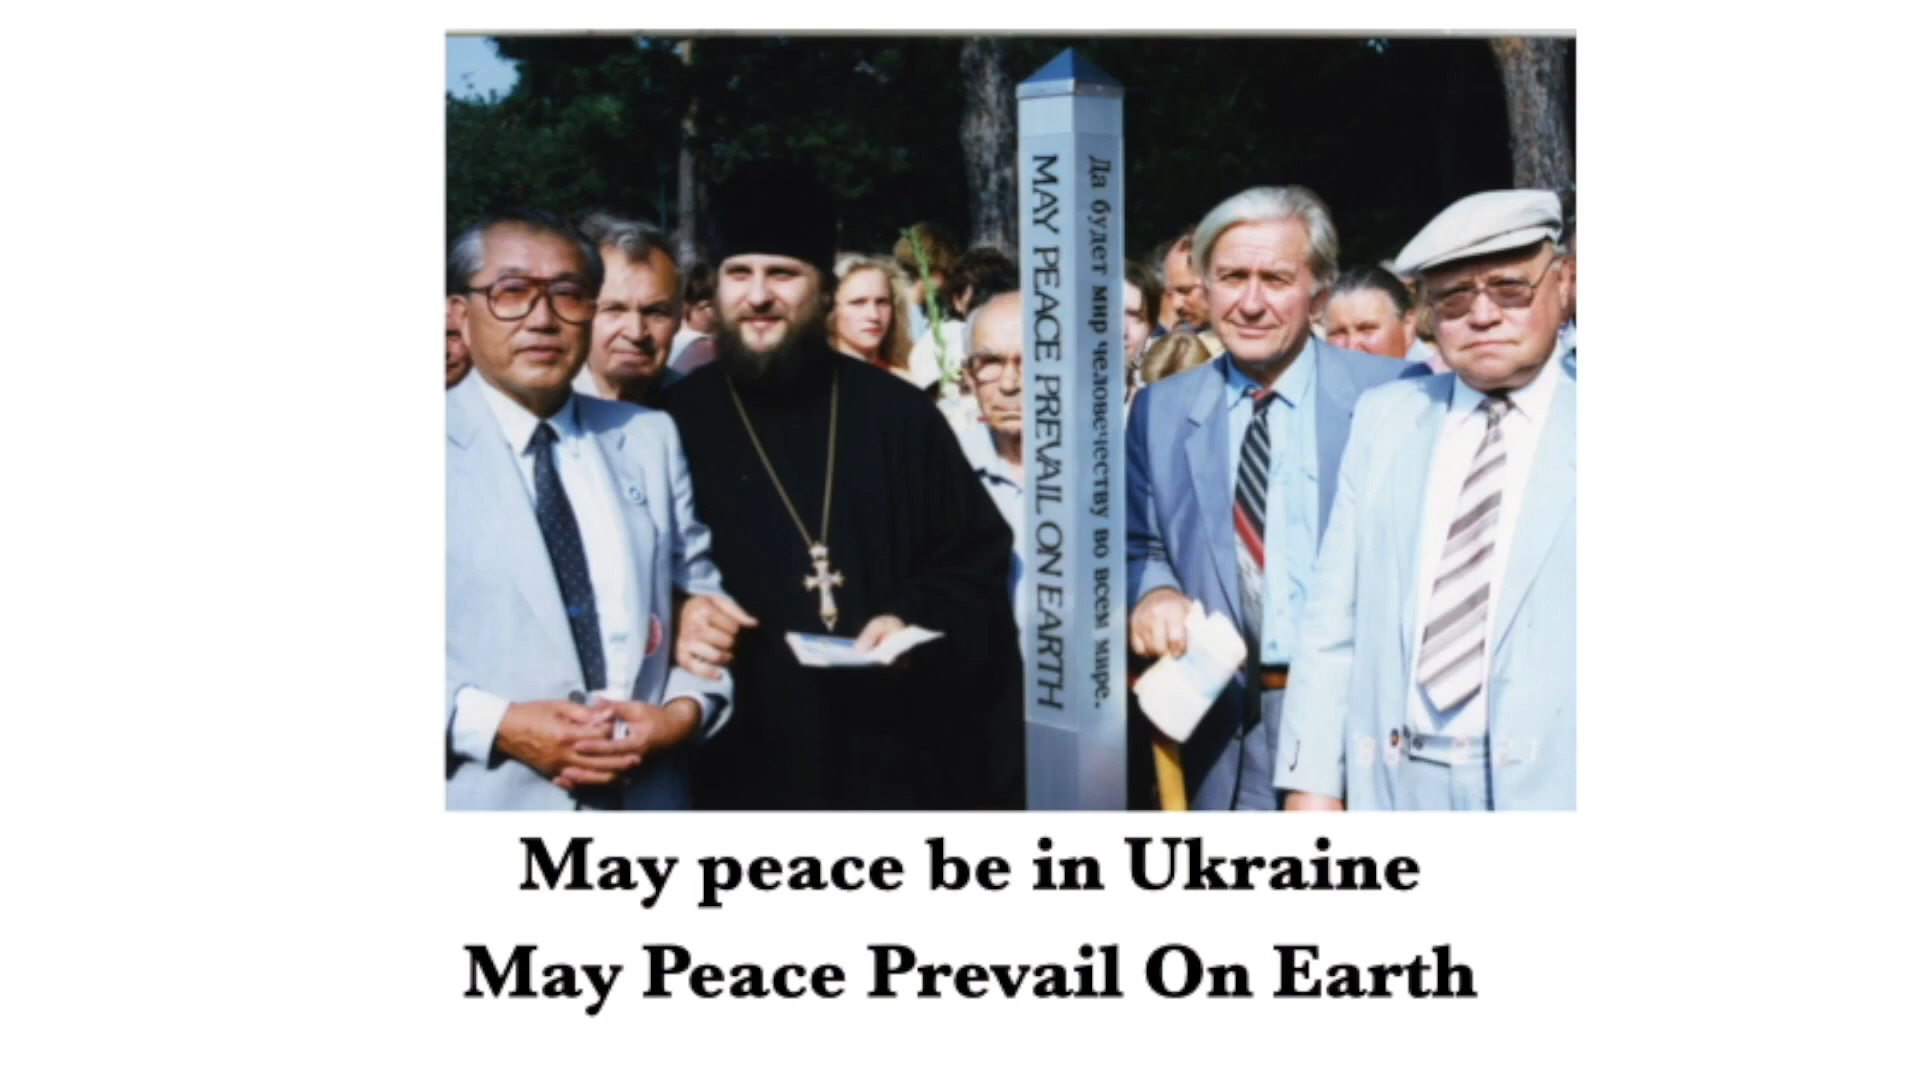 MAY PEACE PREVAIL ON EARTH
Да будет мир человечеству во всем мире.
May peace be in Ukraine
May Peace Prevail On Earth